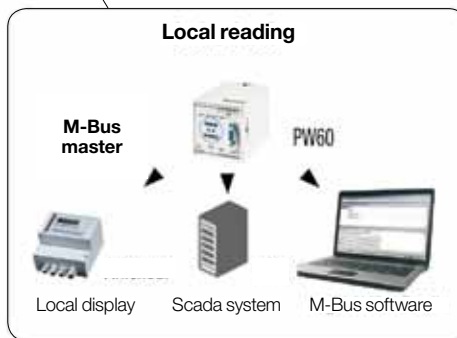 Local reading
M-Bus
master
PW60
Local display
Scada system
M-Bus software